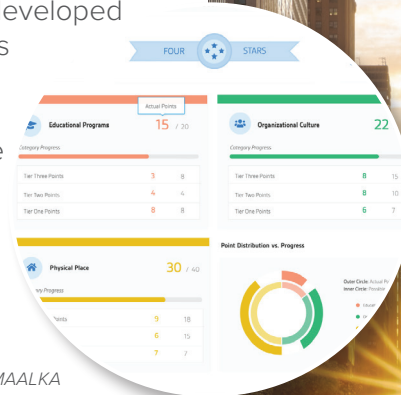 eveloped
s
FOUR STARS
e
Actual Points
Educational Programs 15 / 20
Category Progress
Tier Three Points 3 8
Tier Two Points 4 4
Tier One Points 8 8
Organizational Culture 22
Category Progress
Tier Three Points 8 15
Tier Two Points 8 10
Tier One Points 6 7
Physical Place 30 / 40
Progress
Points 9 18
6 15
7 7
Point Distribution vs. Progress
Outer Circle: Actual
Inner Circle:
MAALKA